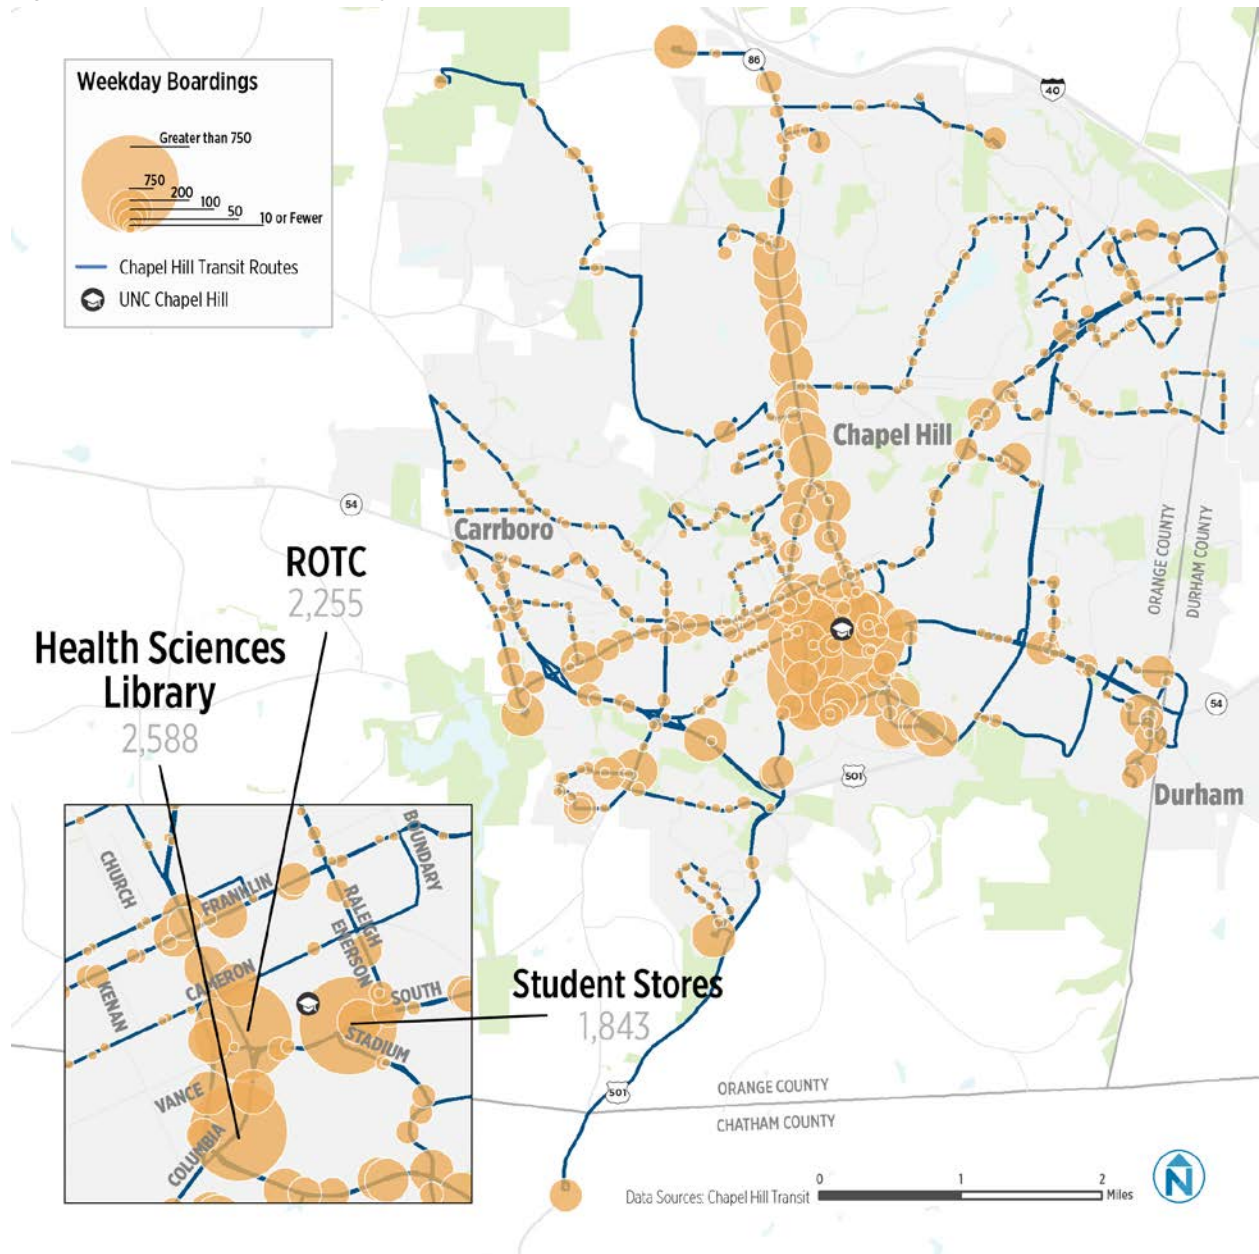 Weekday Boardings
Greater than 750
750
200
100
50
10 or Fewer
Chapel Hill Transit Routes
UNC Chapel Hill
86
40
Chapel Hill
54
Carrboro
ORANGE COUNTY
DURHAM COUNTY
ROTC
2,255
Health Sciences
Library
2,588
54
501
Durham
CHURCH
FRANKLIN
BOUNDARY
RALEIGH
EMERSON
CAMERON
KENAN
SOUTH
STADIUM
VANCE
COLUMBIA
Student Stores
1,843
501
ORANGE COUNTY
CHATHAM COUNTY
Data Sources: Chapel Hill Transit
0
1
2
Miles
N